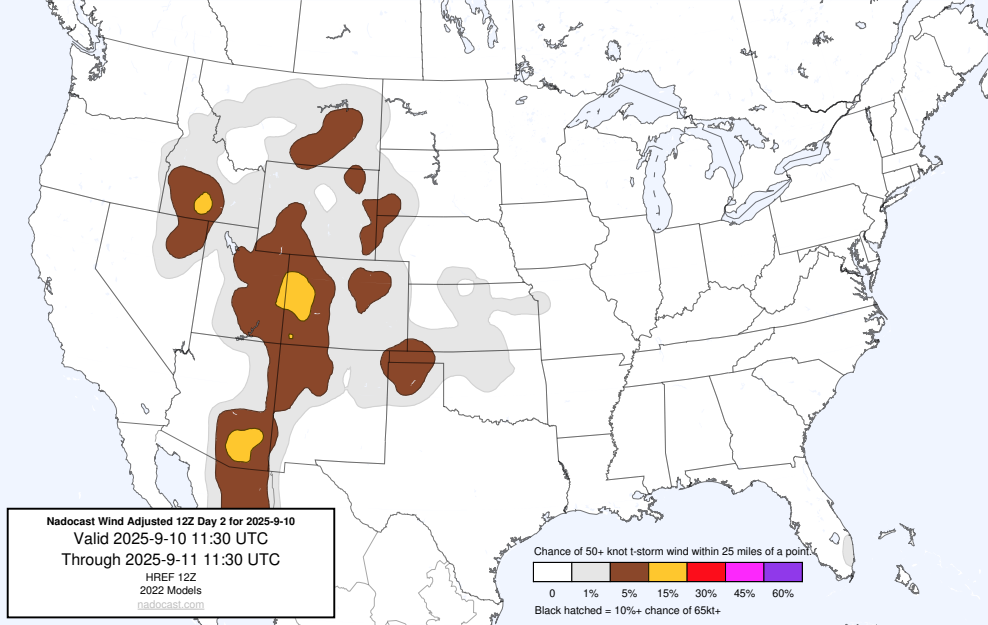 Nadocast Wind Adjusted 12Z Day 2 for 2025-9-10
Valid 2025-9-10 11:30 UTC
Through 2025-9-11 11:30 UTC
HREF 12Z
2022 Models
nadocast.com
Chance of 50+ knot t-storm wind within 25 miles of a point.
0 1% 5% 15% 30% 45% 60%
Black hatched = 10%+ chance of 65kt+